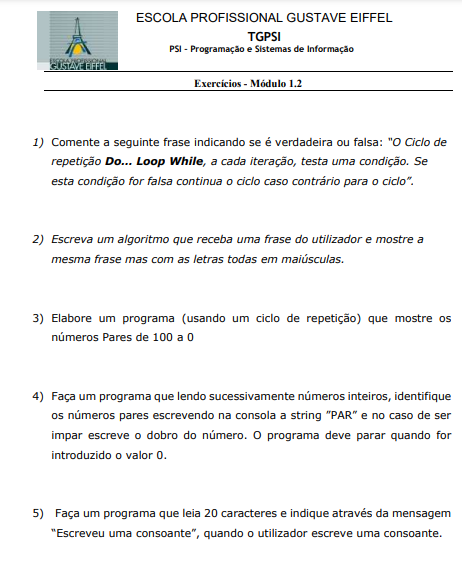 ESCOLA PROFISSIONAL GUSTAVE EIFFEL
TGPSI
PSI - Programação e Sistemas de Informação
ESCOLA PROFISSIONAL
GUSTAVE EIFFEL
Exercícios - Módulo 1.2
1) Comente a seguinte frase indicando se é verdadeira ou falsa: “O Ciclo de
repetição Do... Loop While, a cada iteração, testa uma condição. Se
esta condição for falsa continua o ciclo caso contrário para o ciclo”.
2) Escreva um algoritmo que receba uma frase do utilizador e mostre a
mesma frase mas com as letras todas em maiúsculas.
3) Elabore um programa (usando um ciclo de repetição) que mostre os
números Pares de 100 a 0
4) Faça um programa que lendo sucessivamente números inteiros, identifique
os números pares escrevendo na consola a string ”PAR” e no caso de ser
impar escreve o dobro do número. O programa deve parar quando for
introduzido o valor 0.
5) Faça um programa que leia 20 caracteres e indique através da mensagem
“Escreveu uma consoante”, quando o utilizador escreve uma consoante.